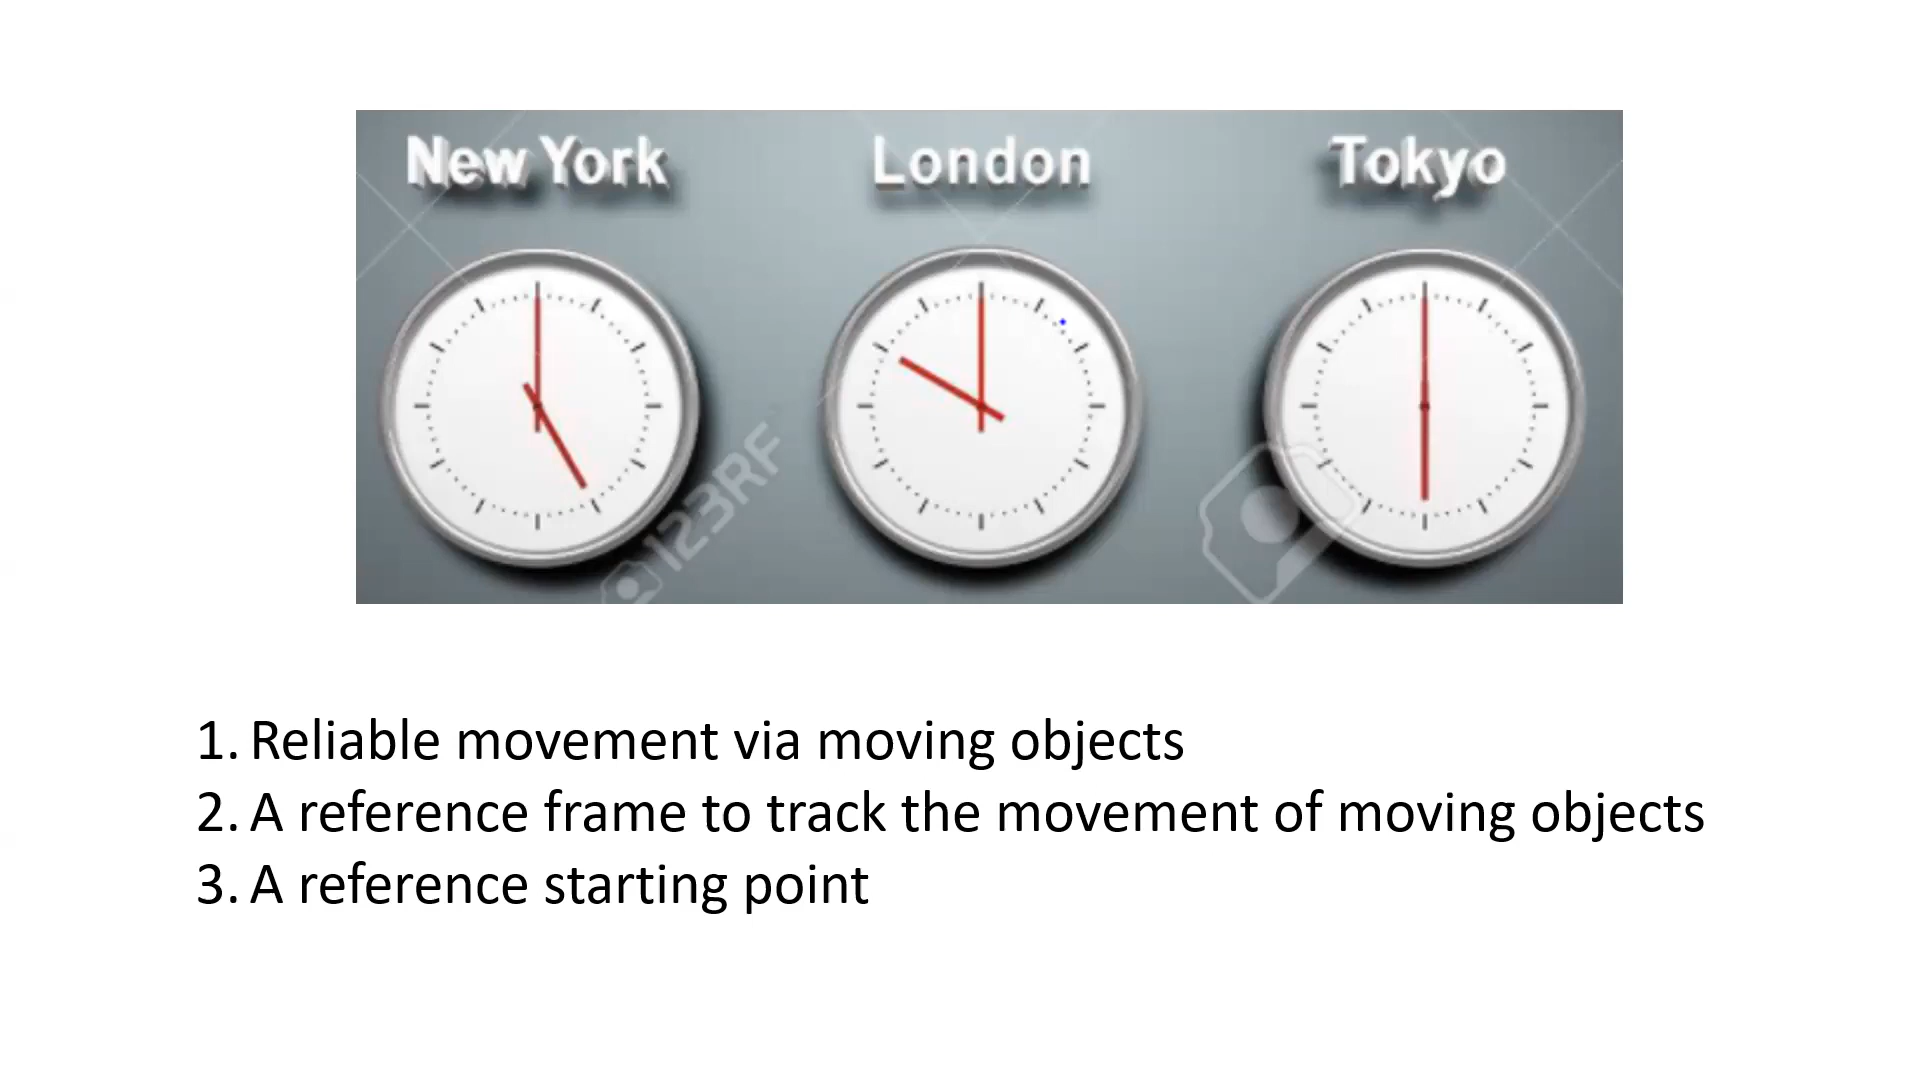 New York London Tokyo
123RF
1. Reliable movement via moving objects
2. A reference frame to track the movement of moving objects
3. A reference starting point